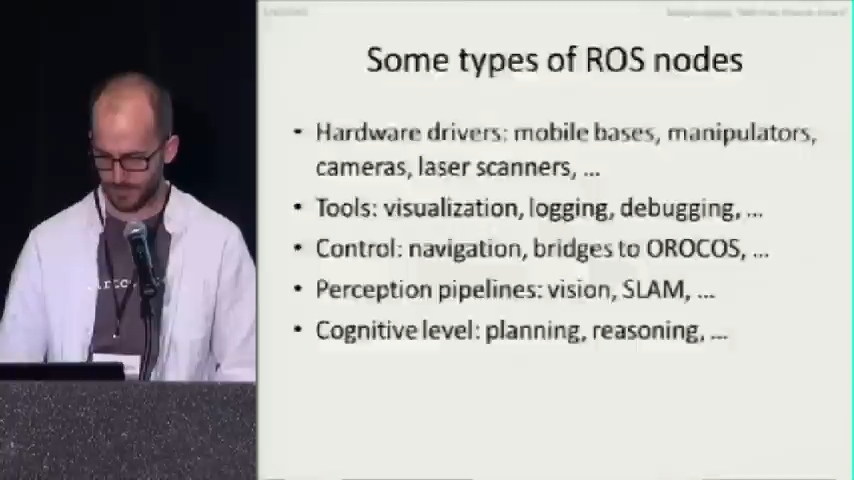 Some types of ROS nodes
• Hardware drivers: mobile bases, manipulators,
cameras, laser scanners, ...
• Tools: visualization, logging, debugging, ...
• Control: navigation, bridges to OROCOS, ...
• Perception pipelines: vision, SLAM, ...
• Cognitive level: planning, reasoning, ...